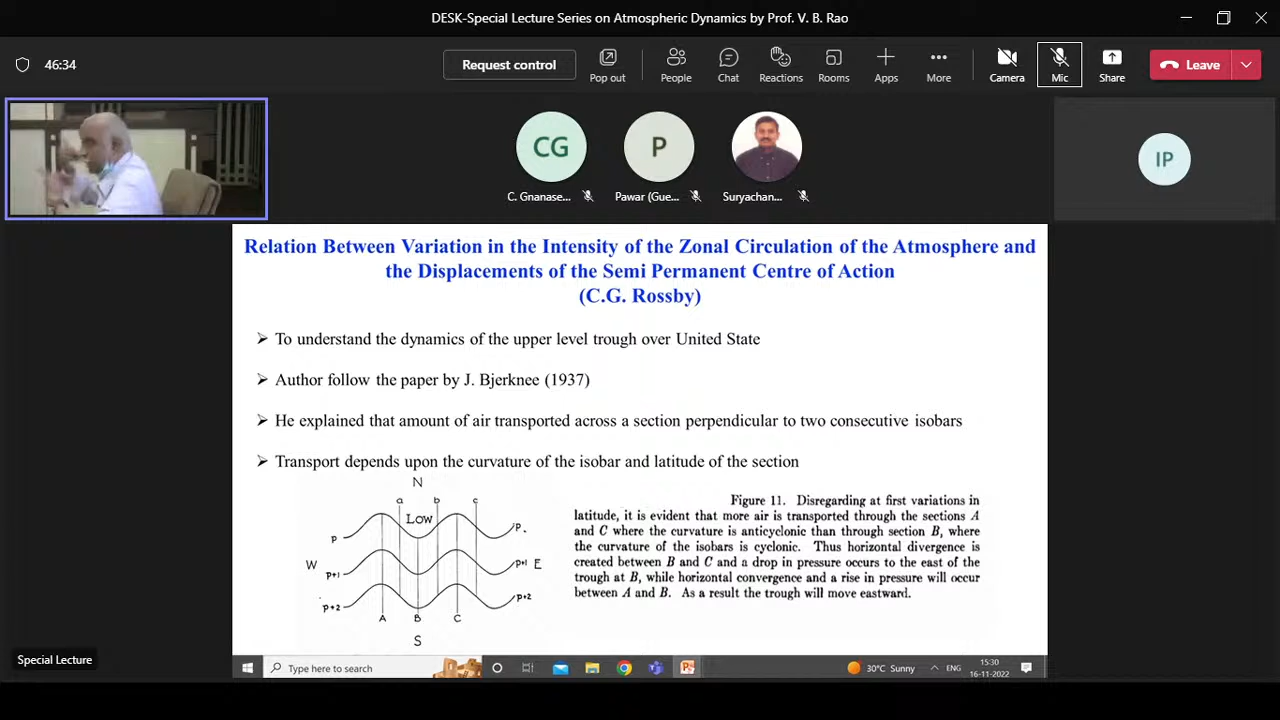 DESK-Special Lecture Series on Atmospheric Dynamics by Prof. V. B. Rao
46:34
Request control
Pop out
People
Chat
Reactions
Rooms
Apps
More
Camera
Mic
Share
Leave
CG
P
IP
C. Gnanase...
Pawar (Gue...
Suryachan...
Relation Between Variation in the Intensity of the Zonal Circulation of the Atmosphere and
the Displacements of the Semi Permanent Centre of Action
(C.G. Rossby)
To understand the dynamics of the upper level trough over United State
Author follow the paper by J. Bjerknee (1937)
He explained that amount of air transported across a section perpendicular to two consecutive isobars
Transport depends upon the curvature of the isobar and latitude of the section
N
a b c
Low
p p
W p+1 p+1 E
p+2 p+2
A B C
S
Figure 11. Disregarding at first variations in
latitude, it is evident that more air is transported through the sections A
and C where the curvature is anticyclonic than through section B, where
the curvature of the isobars is cyclonic. Thus horizontal divergence is
created between B and C and a drop in pressure occurs to the east of the
trough at B, while horizontal convergence and a rise in pressure will occur
between A and B. As a result the trough will move eastward.
Special Lecture
Type here to search
30°C Sunny
ENG
15:30
16-11-2022